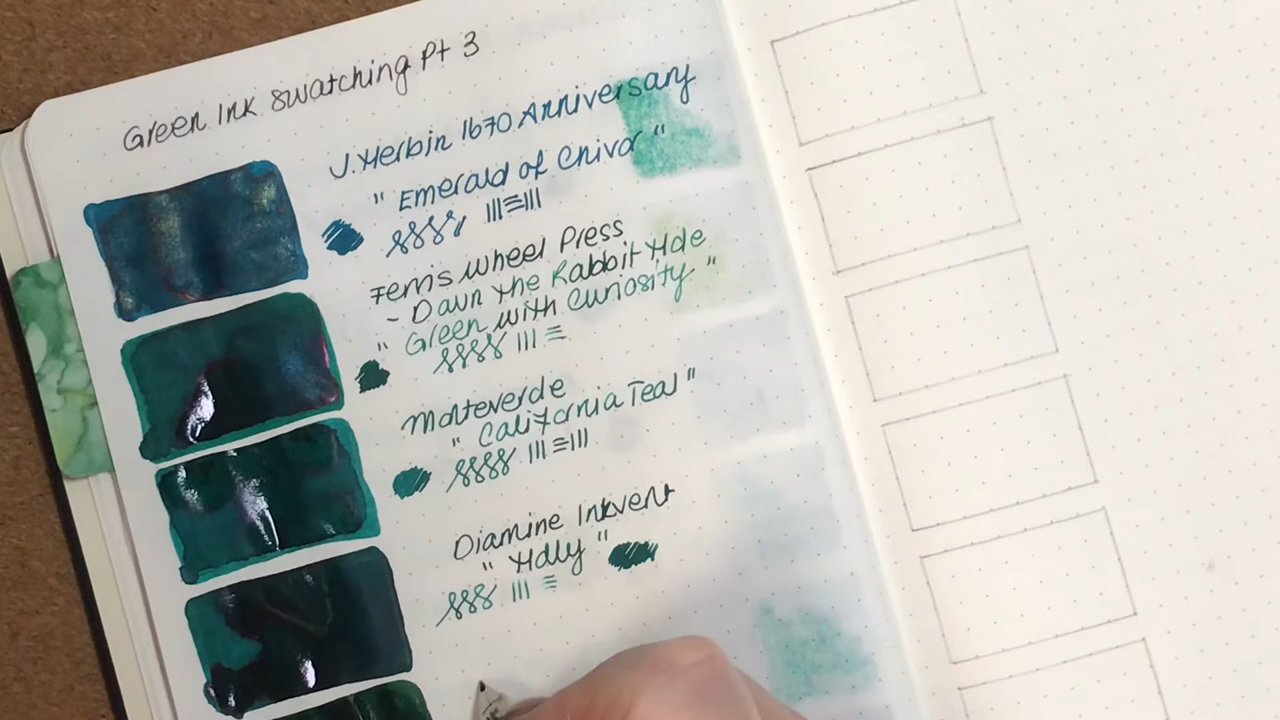 Green Ink Swatching Pt 3
J. Herbin 1670 Anniversary
"Emerald of Chivor"
Ferris Wheel Press
- Down the Rabbit Hole
"Green with Curiosity"
Monteverde
"California Teal"
Diamine Inkvent
"Holly"